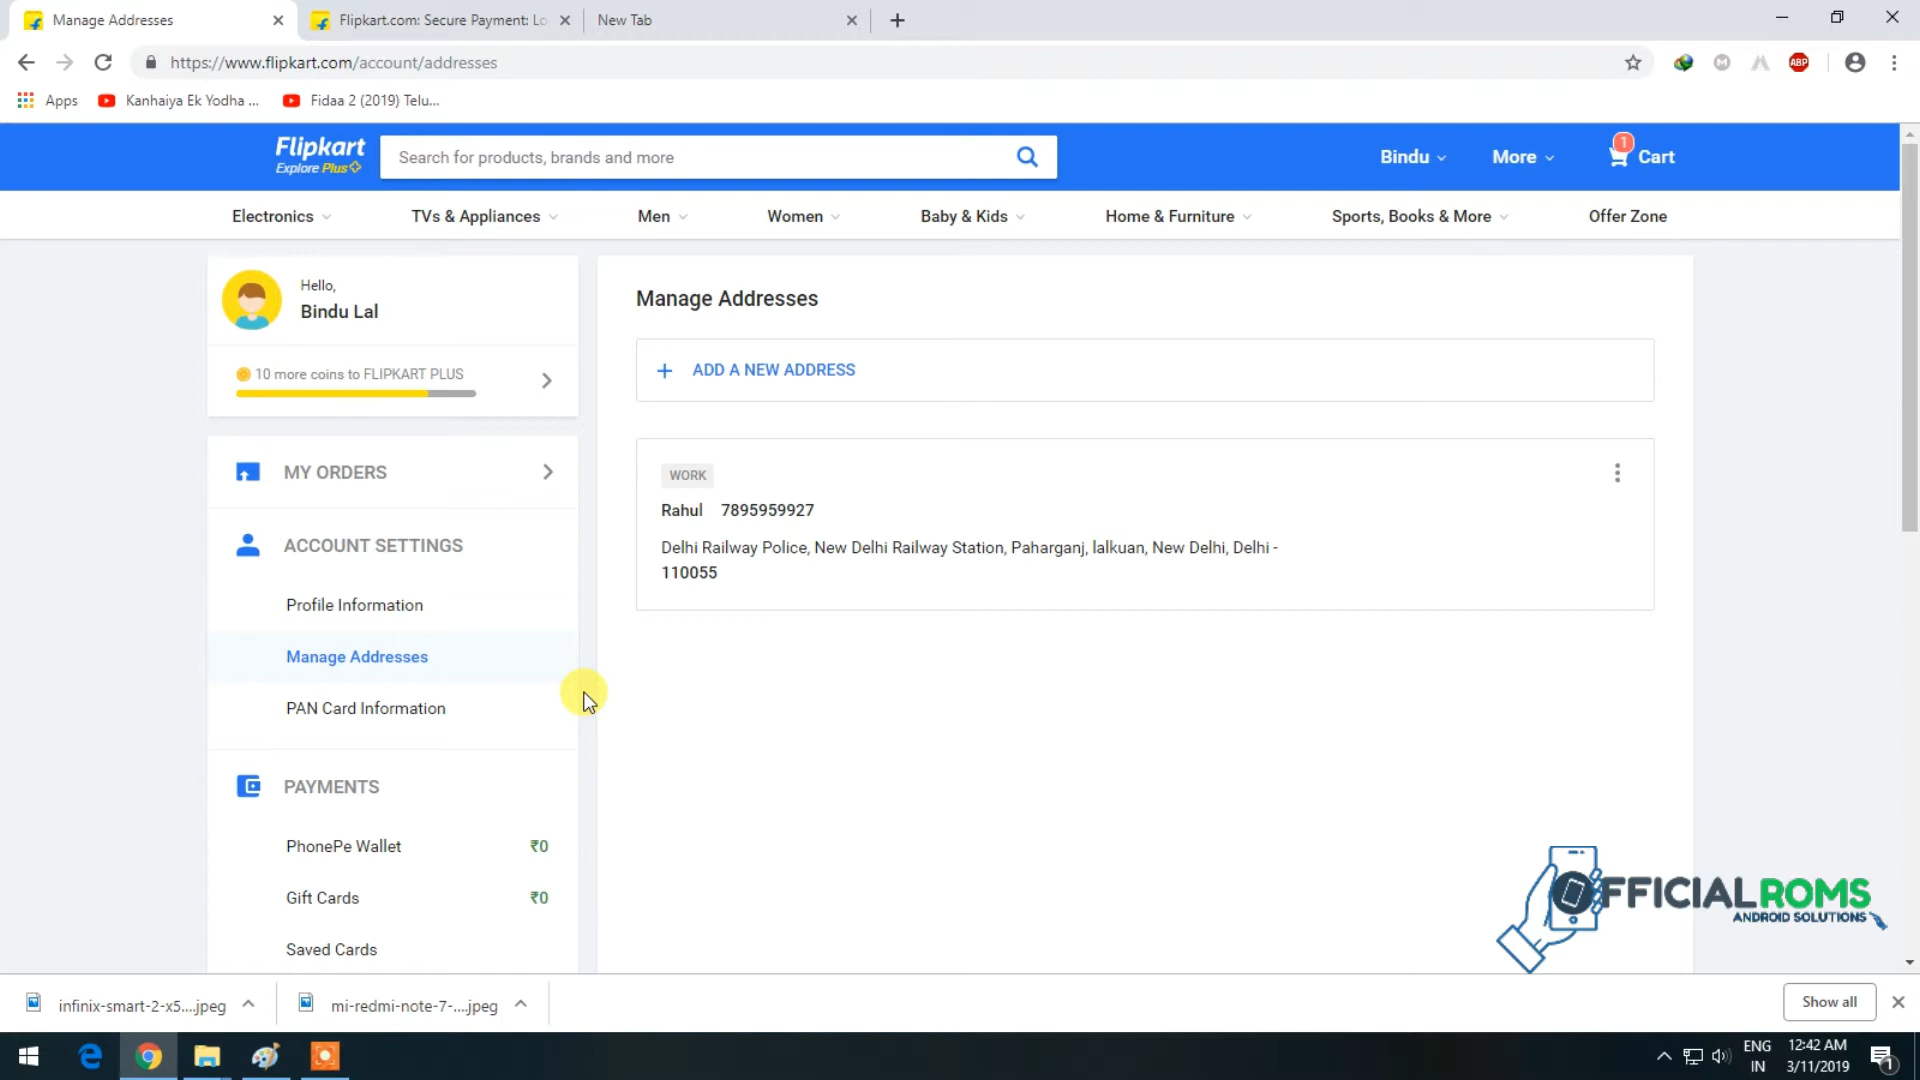 Manage Addresses
Flipkart.com: Secure Payment: Lo
New Tab
https://www.flipkart.com/account/addresses
ABP
Apps
Kanhaiya Ek Yodha ...
Fidaa 2 (2019) Telu...
Flipkart
Explore Plus
Search for products, brands and more
Bindu
More
1
Cart
Electronics
TVs & Appliances
Men
Women
Baby & Kids
Home & Furniture
Sports, Books & More
Offer Zone
Hello,
Bindu Lal
10 more coins to FLIPKART PLUS
MY ORDERS
ACCOUNT SETTINGS
Profile Information
Manage Addresses
PAN Card Information
PAYMENTS
PhonePe Wallet ₹0
Gift Cards ₹0
Saved Cards
Manage Addresses
+ ADD A NEW ADDRESS
WORK
Rahul 7895959927
Delhi Railway Police, New Delhi Railway Station, Paharganj, lalkuan, New Delhi, Delhi -
110055
OFFICIALROMS
ANDROID SOLUTIONS
infinix-smart-2-x5....jpeg
mi-redmi-note-7-....jpeg
Show all
ENG
IN
12:42 AM
3/11/2019
1